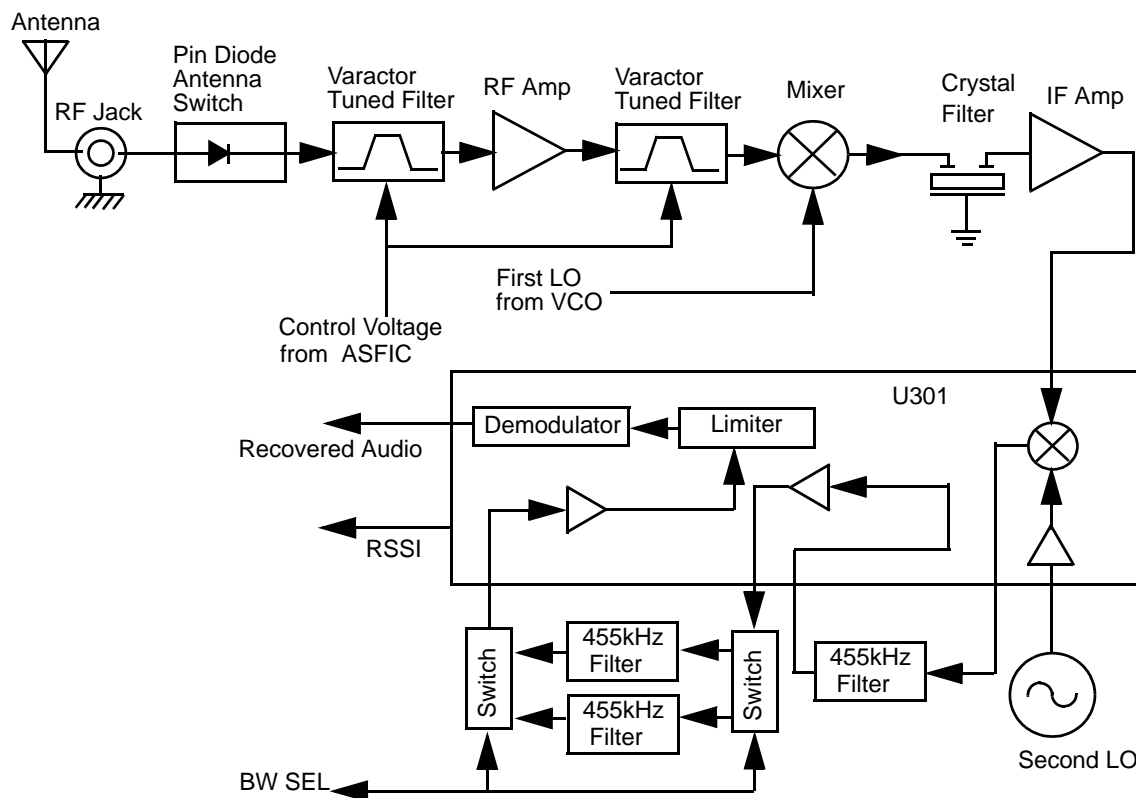 Antenna
RF Jack
Pin Diode
Antenna
Switch
Varactor
Tuned Filter
RF Amp
Varactor
Tuned Filter
Mixer
Crystal
Filter
IF Amp
First LO
from VCO
Control Voltage
from ASFIC
U301
Demodulator
Limiter
Recovered Audio
RSSI
Switch
455kHz
Filter
455kHz
Filter
Switch
455kHz
Filter
Second LO
BW SEL